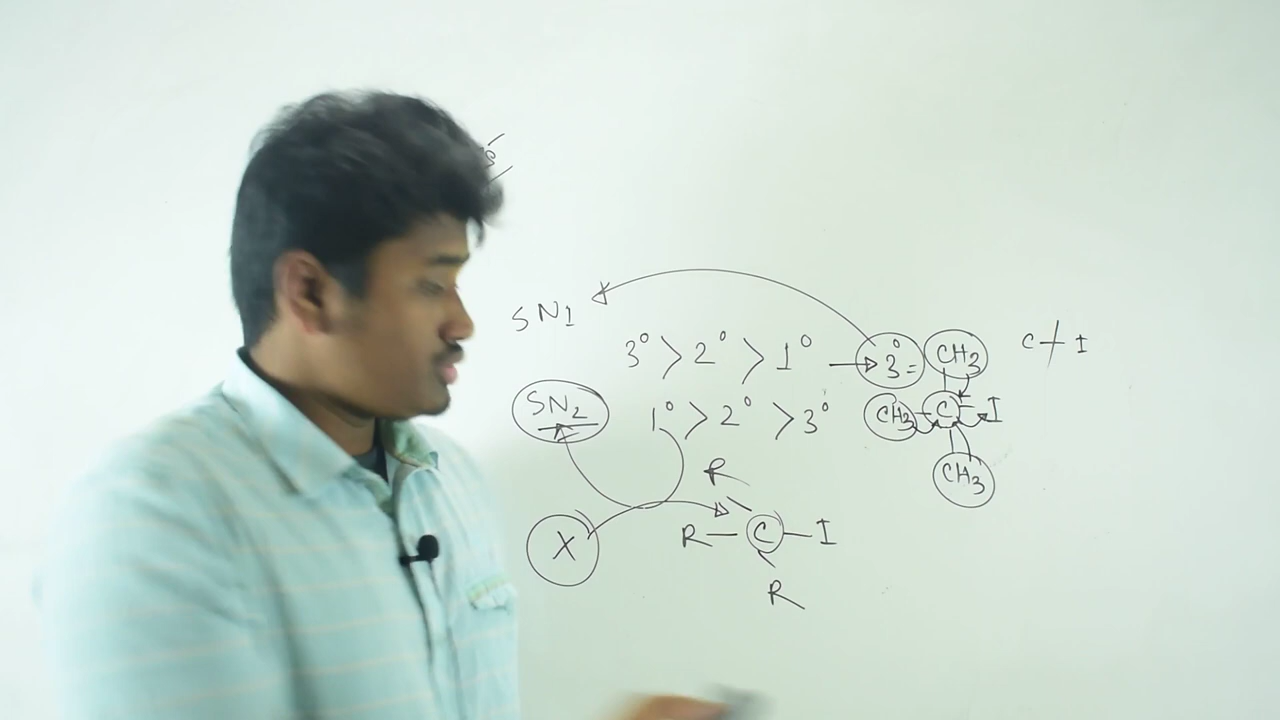 SN1
3° > 2° > 1° → 3° = CH3
C I
SN2
1° > 2° > 3°
CH3 - C - I
CH3
R
X
R - C - I
R